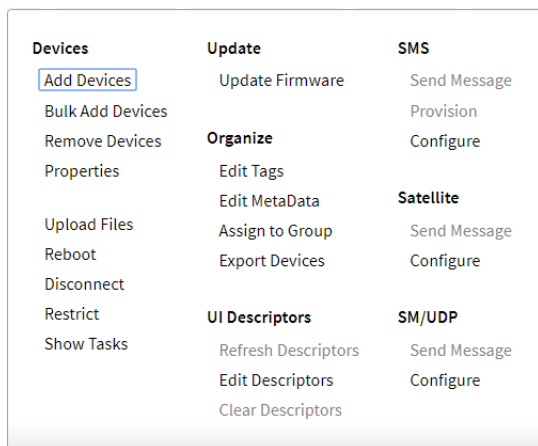 Devices
Add Devices
Bulk Add Devices
Remove Devices
Properties
Upload Files
Reboot
Disconnect
Restrict
Show Tasks
Update
Update Firmware
Organize
Edit Tags
Edit MetaData
Assign to Group
Export Devices
UI Descriptors
Refresh Descriptors
Edit Descriptors
Clear Descriptors
SMS
Send Message
Provision
Configure
Satellite
Send Message
Configure
SM/UDP
Send Message
Configure